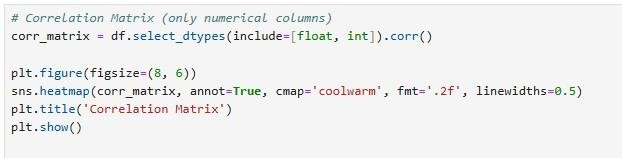 # Correlation Matrix (only numerical columns)
corr_matrix = df.select_dtypes(include=[float, int]).corr()
plt.figure(figsize=(8, 6))
sns.heatmap(corr_matrix, annot=True, cmap='coolwarm', fmt='.2f', linewidths=0.5)
plt.title('Correlation Matrix')
plt.show()